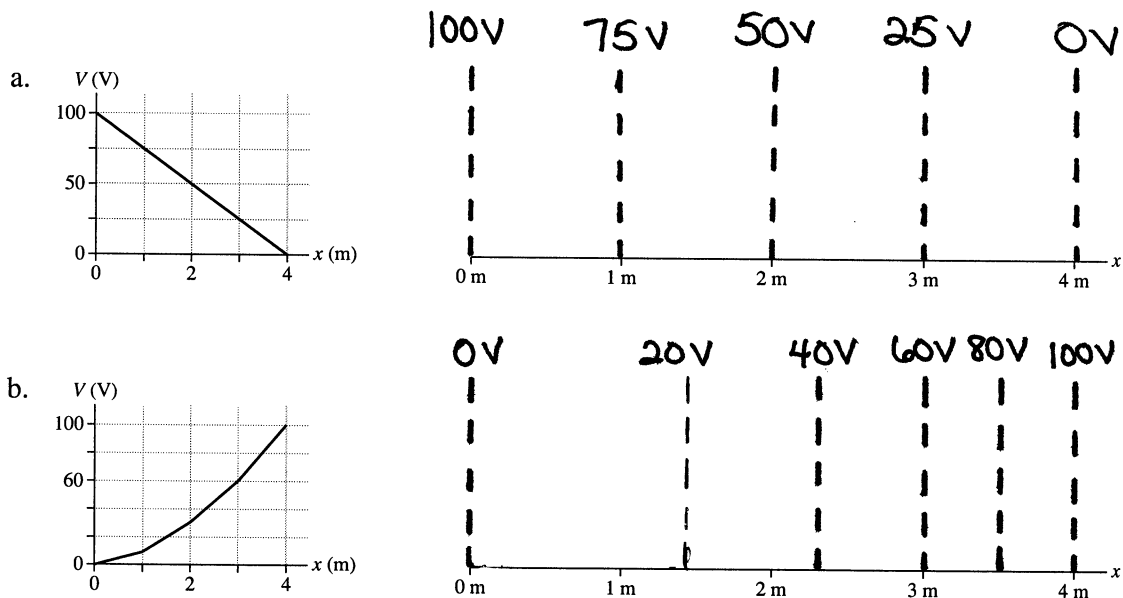 100V 75V 50V 25V 0V
a.
V (V)
100
50
0
0 2 4 x (m)
0 m 1 m 2 m 3 m 4 m x
0V 20V 40V 60V 80V 100V
b.
V (V)
100
60
0
0 2 4 x (m)
0 m 1 m 2 m 3 m 4 m x